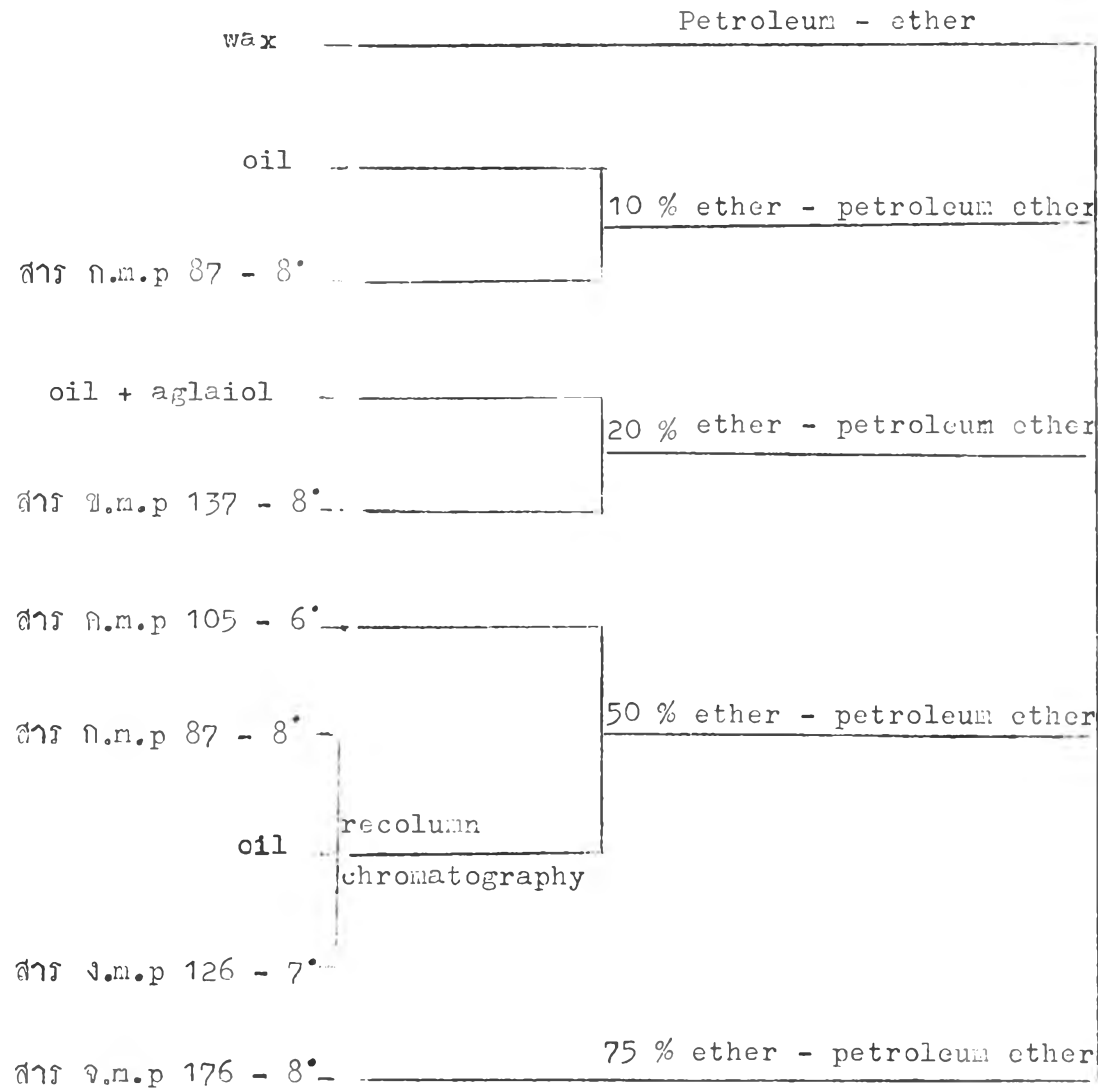 Petroleum - ether
wax
oil
10 % ether - petroleum ether
สาร ก.m.p 87 - 8°
oil + aglaiol
20 % ether - petroleum ether
สาร ข.m.p 137 - 8°
สาร ค.m.p 105 - 6°
สาร ก.m.p 87 - 8°
50 % ether - petroleum ether
recolumn
oil
chromatography
สาร ง.m.p 126 - 7°
75 % ether - petroleum ether
สาร จ.m.p 176 - 8°